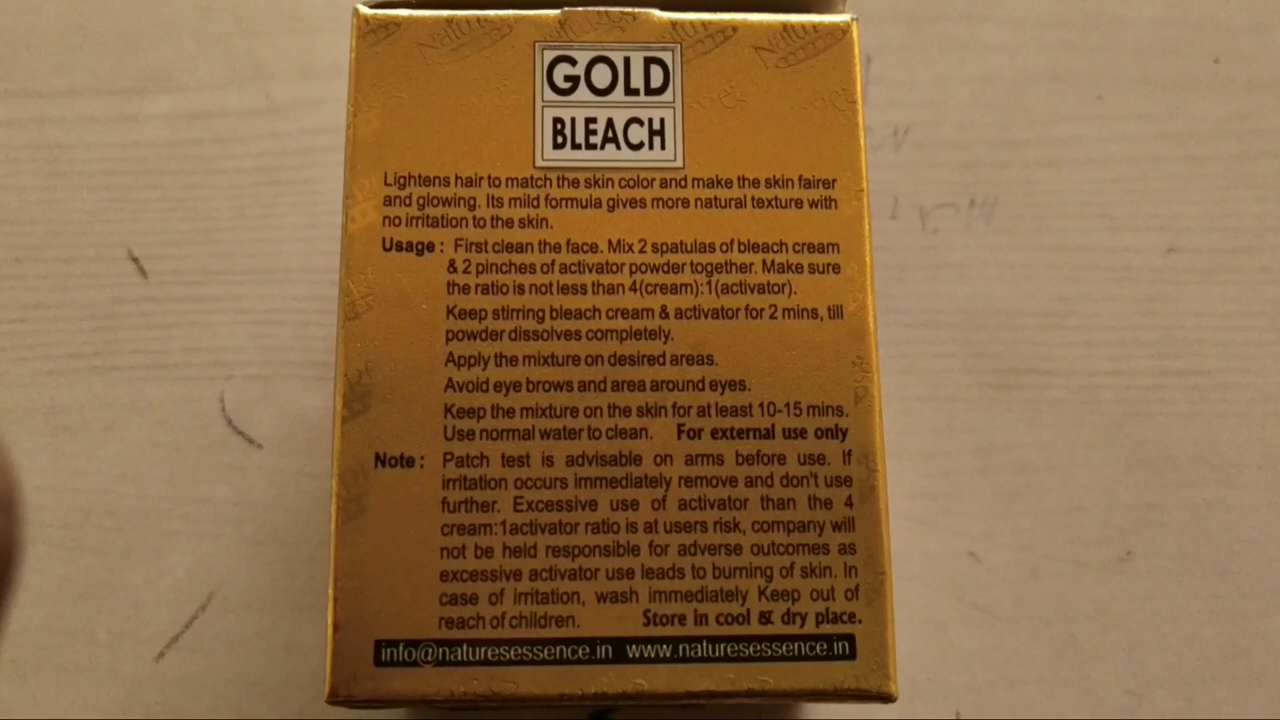 GOLD
BLEACH
Lightens hair to match the skin color and make the skin fairer
and glowing. Its mild formula gives more natural texture with
no irritation to the skin.
Usage : First clean the face. Mix 2 spatulas of bleach cream
& 2 pinches of activator powder together. Make sure
the ratio is not less than 4(cream):1(activator).
Keep stirring bleach cream & activator for 2 mins, till
powder dissolves completely.
Apply the mixture on desired areas.
Avoid eye brows and area around eyes.
Keep the mixture on the skin for at least 10-15 mins.
Use normal water to clean. For external use only
Note : Patch test is advisable on arms before use. If
irritation occurs immediately remove and don't use
further. Excessive use of activator than the 4
cream:1activator ratio is at users risk, company will
not be held responsible for adverse outcomes as
excessive activator use leads to burning of skin. In
case of irritation, wash immediately Keep out of
reach of children. Store in cool & dry place.
info@naturesessence.in www.naturesessence.in